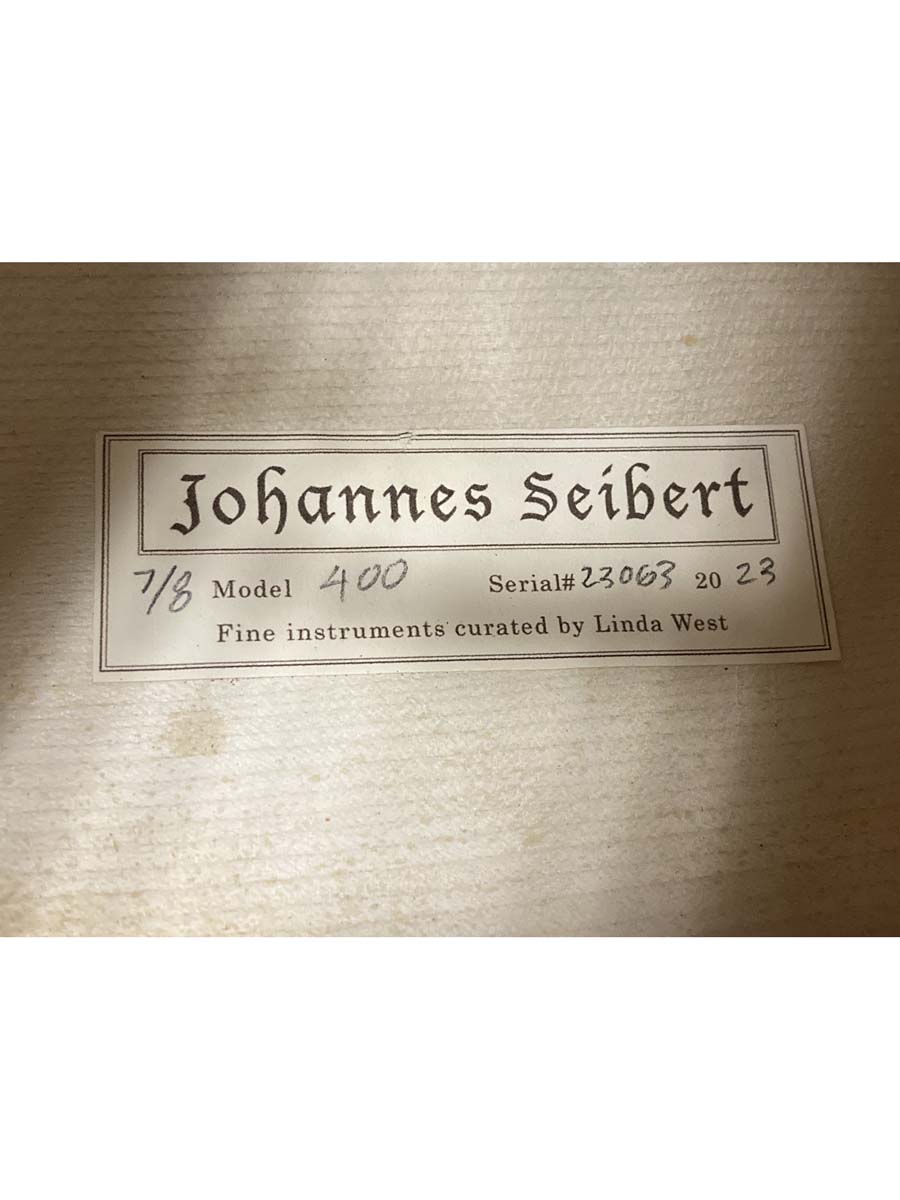 Johannes Seibert
7/8 Model 400 Serial# 23063 20 23
Fine instruments curated by Linda West